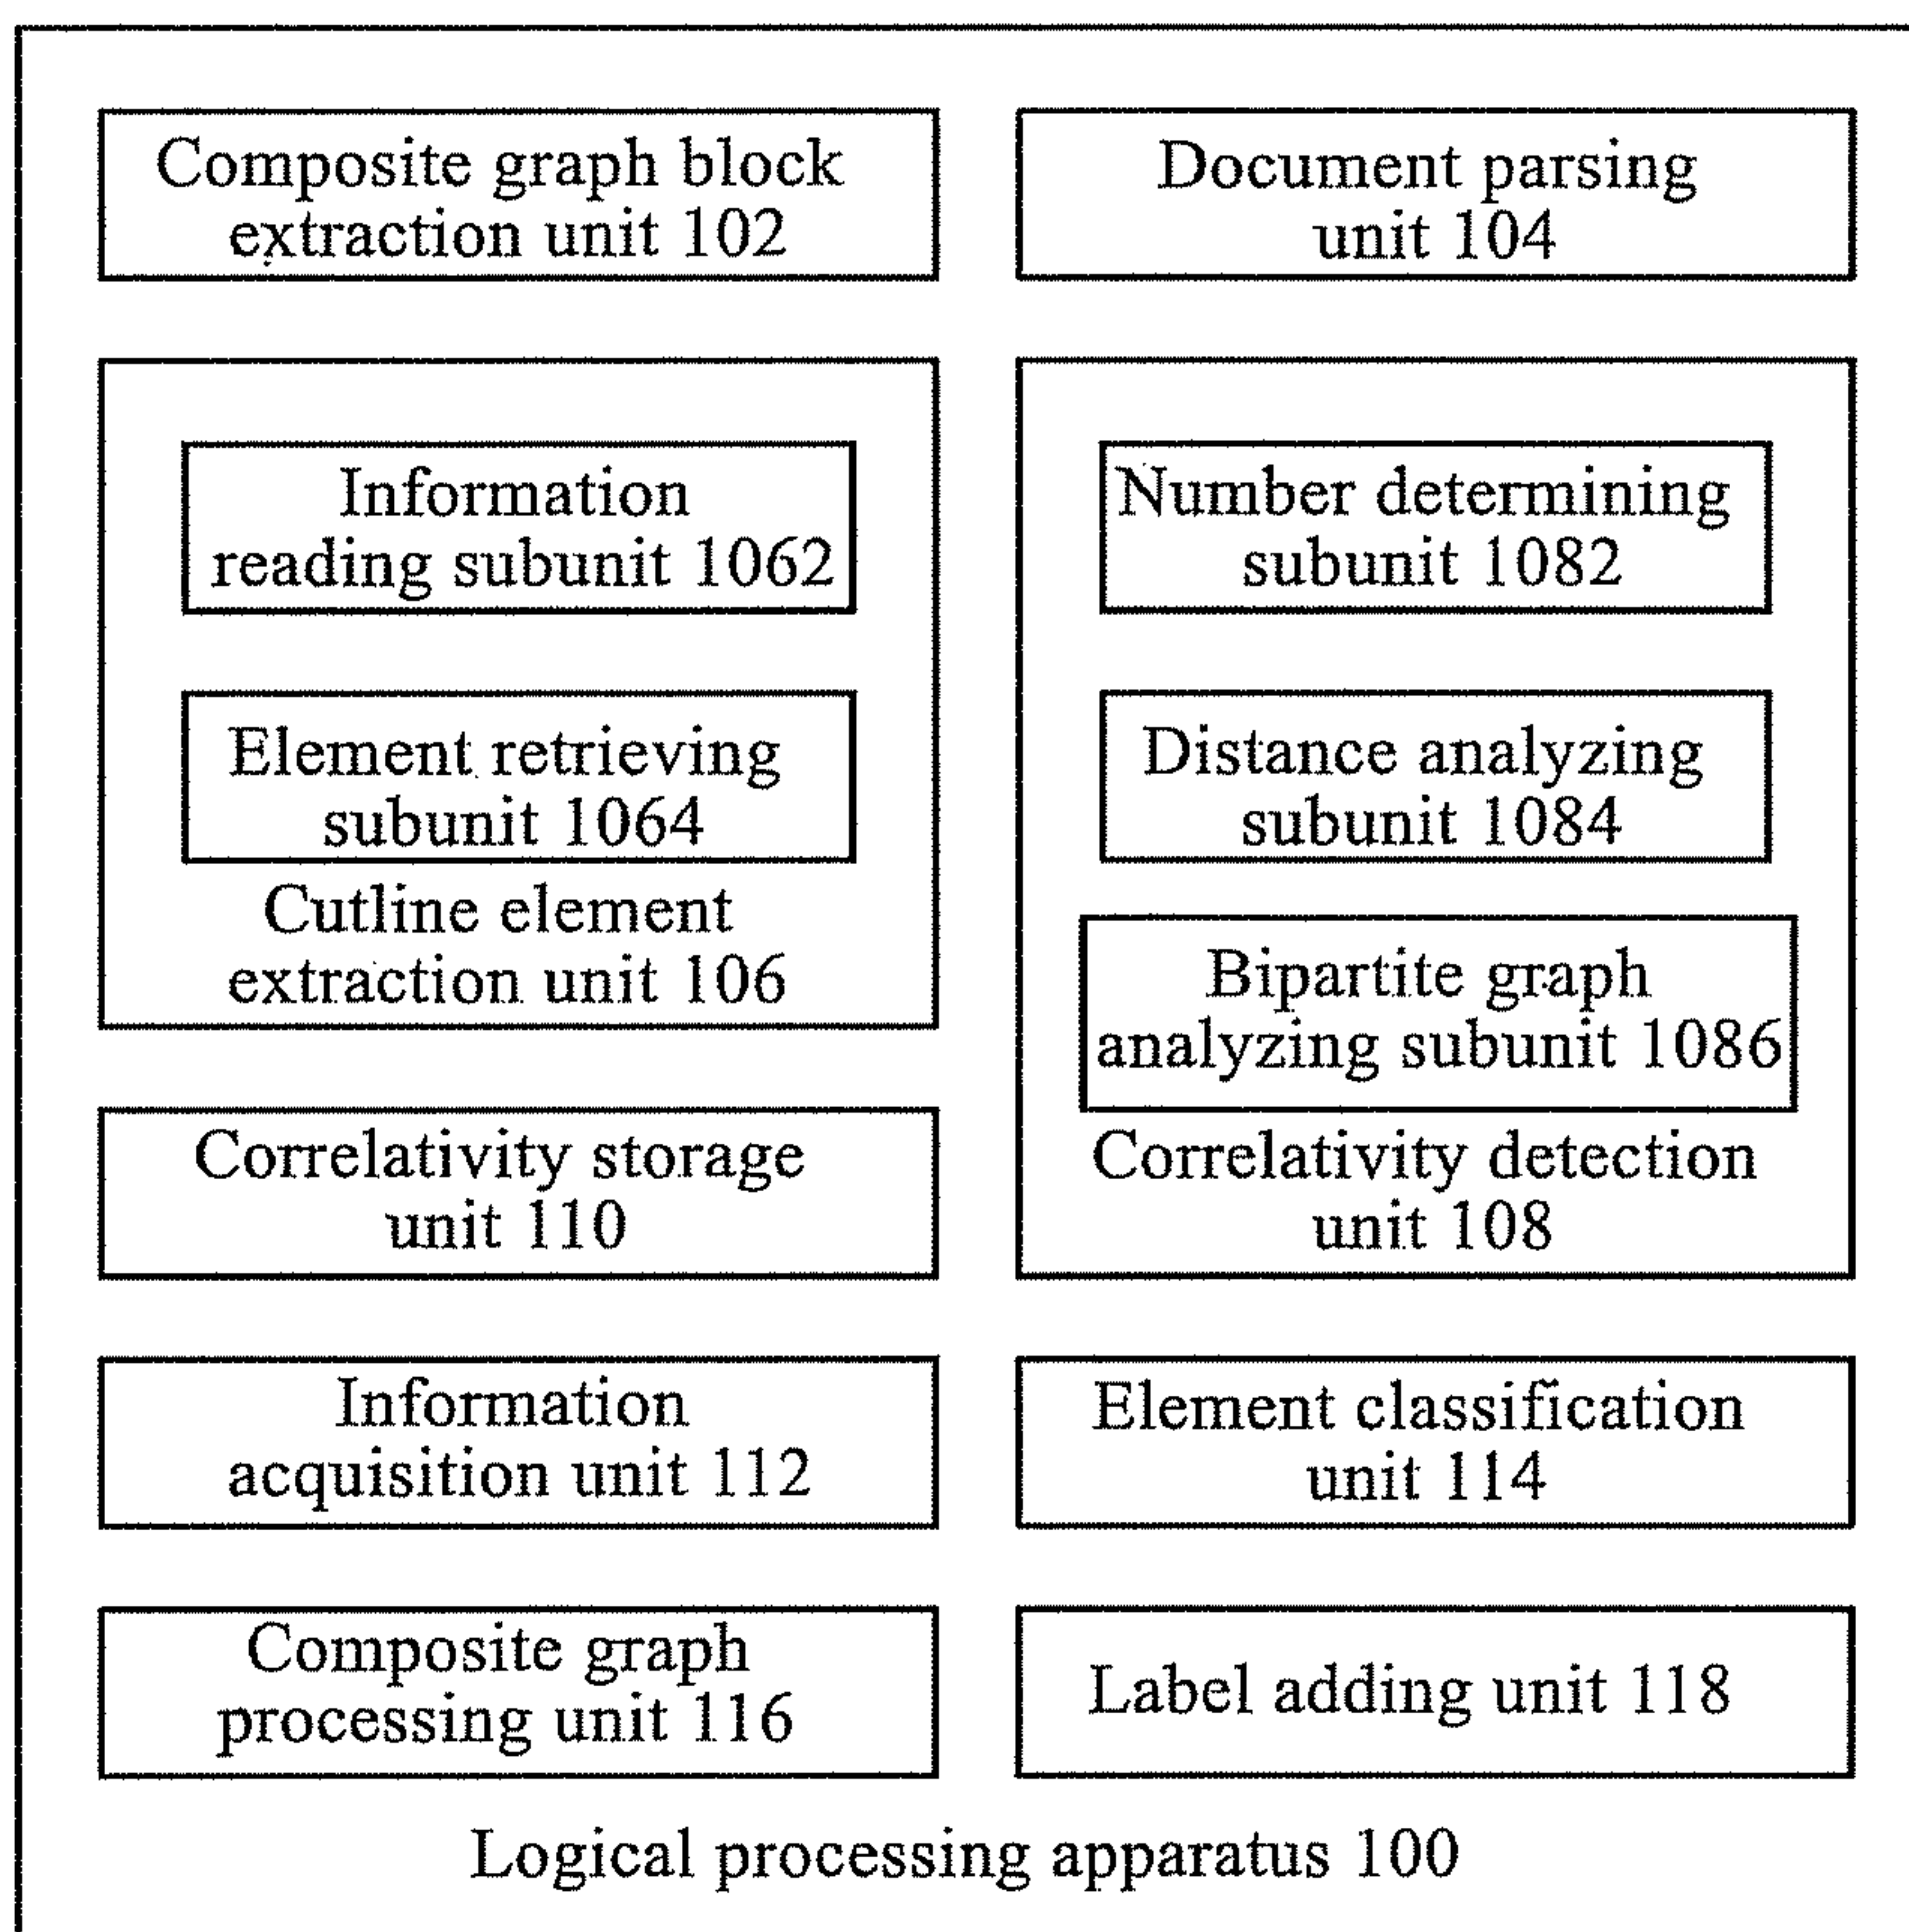 Composite graph block
extraction unit 102
Document parsing
unit 104
Information
reading subunit 1062
Element retrieving
subunit 1064
Cutline element
extraction unit 106
Number determining
subunit 1082
Distance analyzing
subunit 1084
Bipartite graph
analyzing subunit 1086
Correlativity detection
unit 108
Correlativity storage
unit 110
Information
acquisition unit 112
Element classification
unit 114
Composite graph
processing unit 116
Label adding unit 118
Logical processing apparatus 100